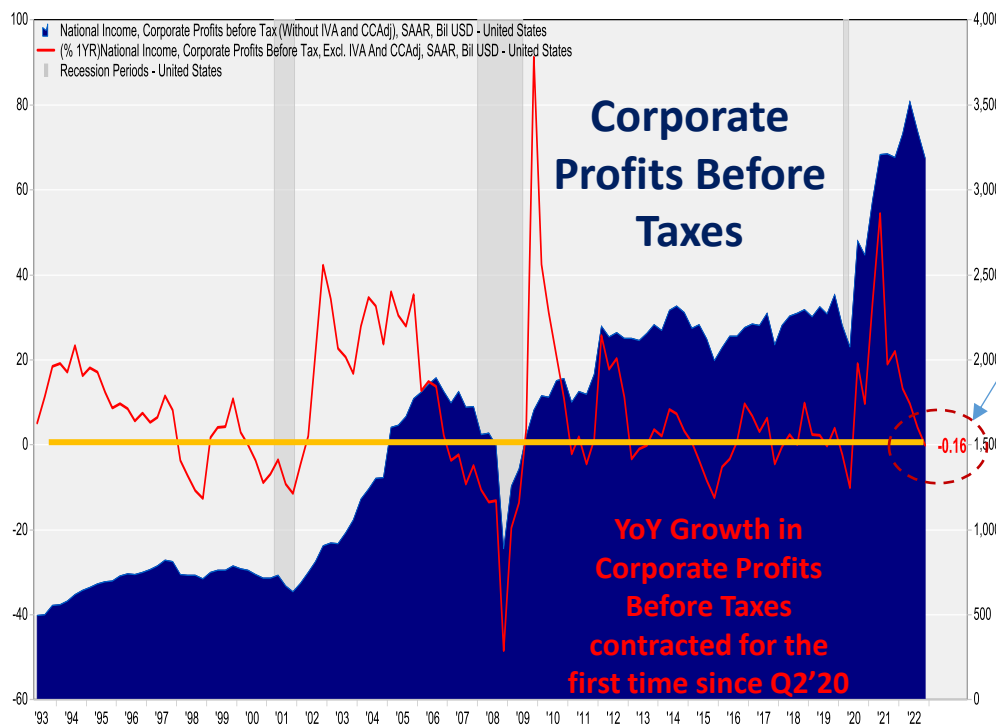 National Income, Corporate Profits before Tax (Without IVA and CCAdj), SAAR, Bil USD - United States
(% 1YR)National Income, Corporate Profits Before Tax, Excl. IVA And CCAdj, SAAR, Bil USD - United States
Recession Periods - United States
Corporate
Profits Before
Taxes
100
80
60
40
20
0
-20
-40
-60
4,000
3,500
3,000
2,500
2,000
1,500
1,000
500
0
-0.16
YoY Growth in
Corporate Profits
Before Taxes
contracted for the
first time since Q2'20
'93 '94 '95 '96 '97 '98 '99 '00 '01 '02 '03 '04 '05 '06 '07 '08 '09 '10 '11 '12 '13 '14 '15 '16 '17 '18 '19 '20 '21 '22